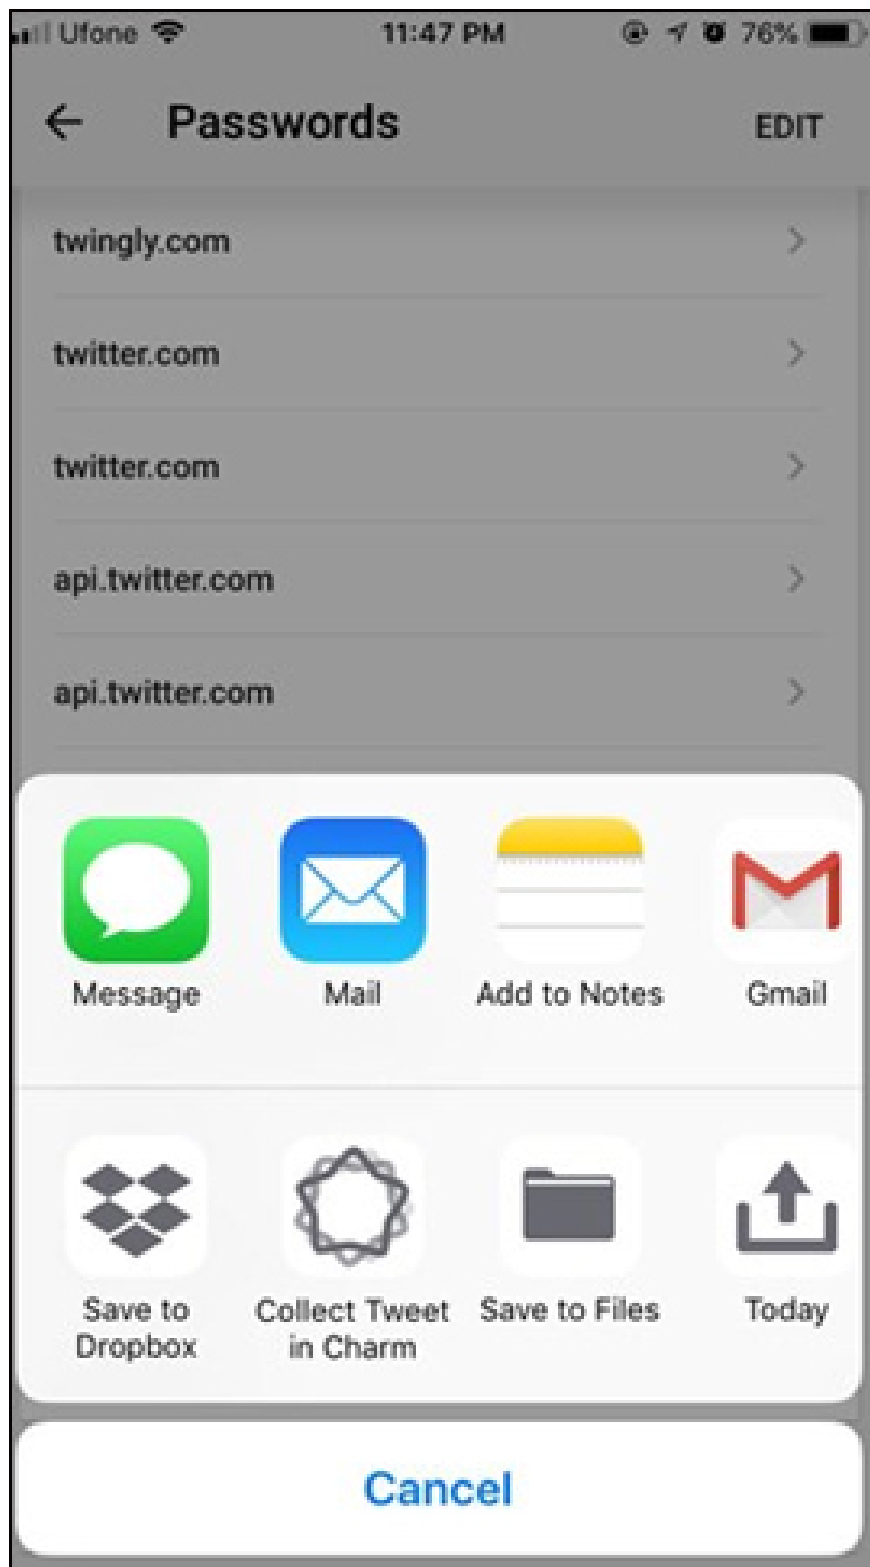 Ufone 11:47 PM 76%
Passwords EDIT
twingly.com
twitter.com
twitter.com
api.twitter.com
api.twitter.com
Message Mail Add to Notes Gmail
Save to Dropbox
Collect Tweet in Charm
Save to Files
Today
Cancel